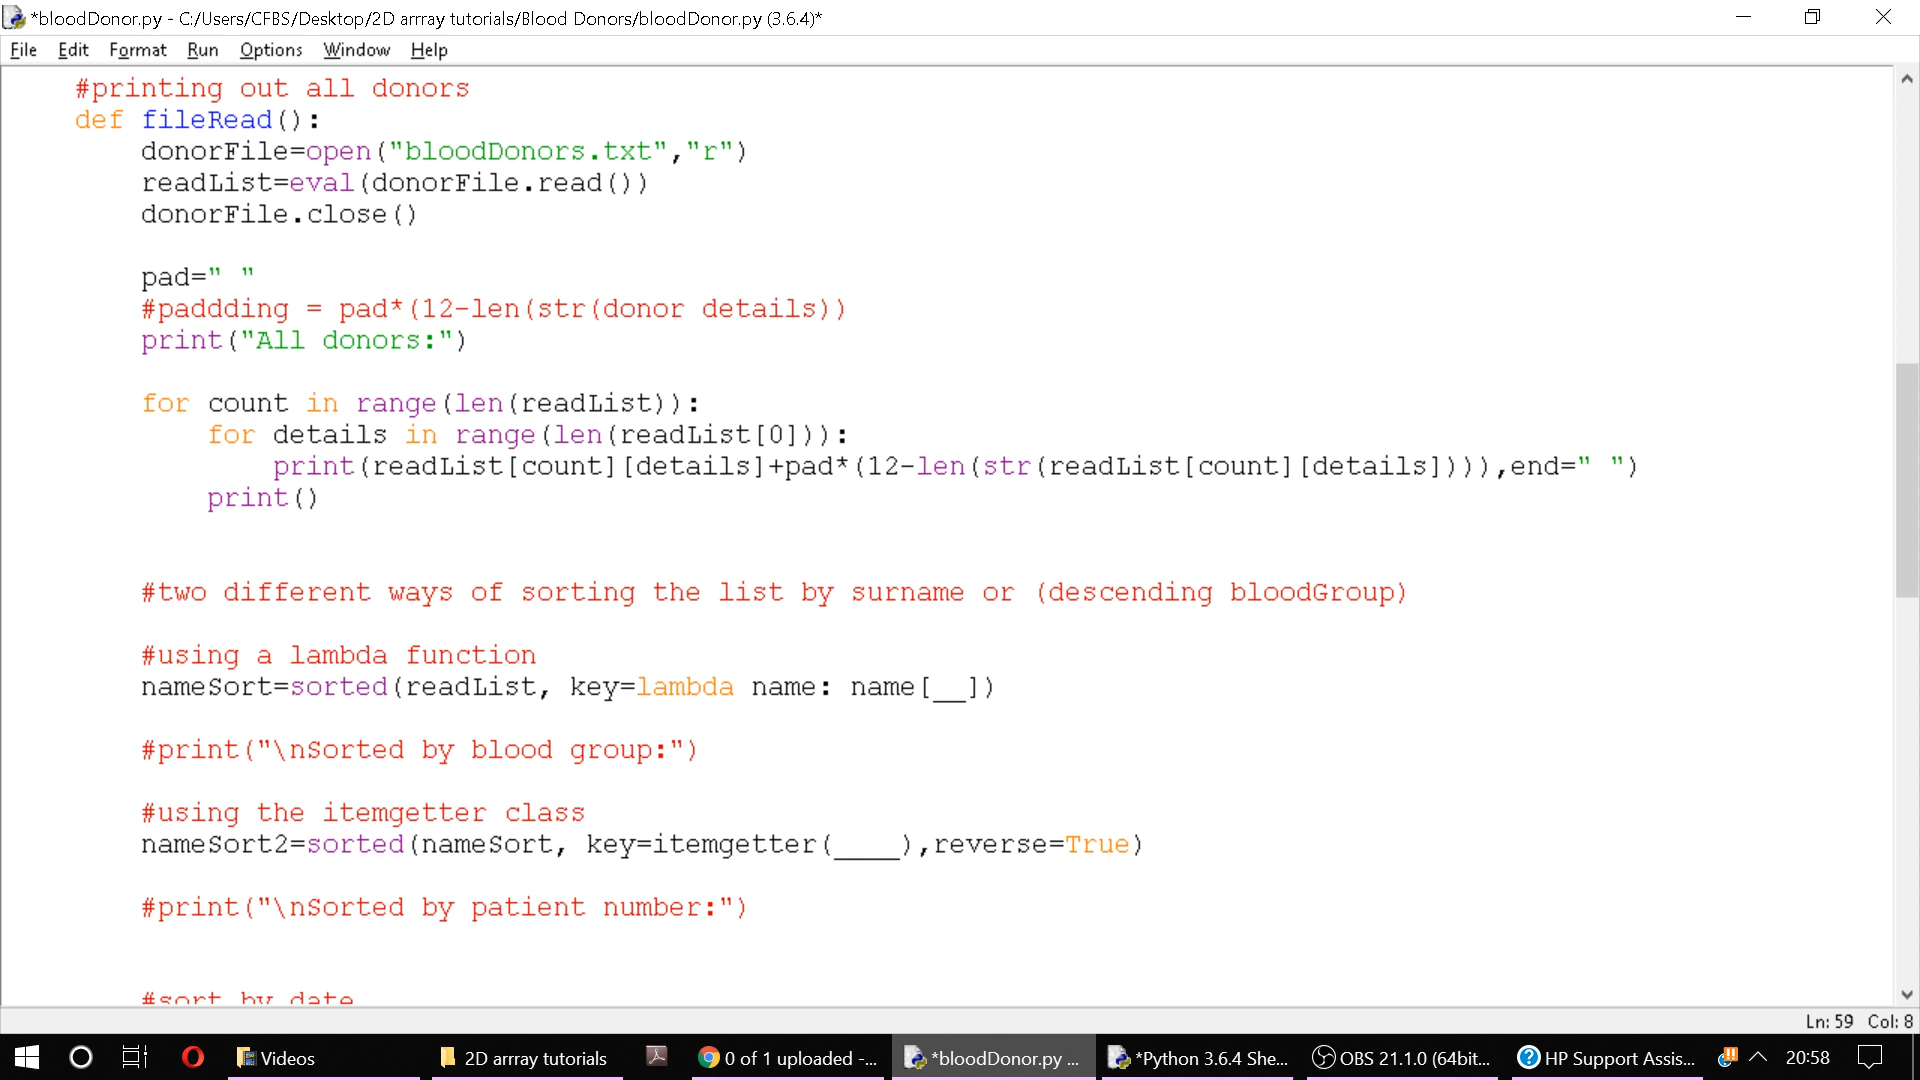 *bloodDonor.py - C:/Users/CFBS/Desktop/2D arrray tutorials/Blood Donors/bloodDonor.py (3.6.4)*
File Edit Format Run Options Window Help
#printing out all donors
def fileRead():
    donorFile=open("bloodDonors.txt","r")
    readList=eval(donorFile.read())
    donorFile.close()
    pad=" "
    #paddding = pad*(12-len(str(donor details))
    print("All donors:")
    for count in range(len(readList)):
        for details in range(len(readList[0])):
            print(readList[count][details]+pad*(12-len(str(readList[count][details]))),end=" ")
        print()
    #two different ways of sorting the list by surname or (descending bloodGroup)
    #using a lambda function
    nameSort=sorted(readList, key=lambda name: name[__])
    #print("\nSorted by blood group:")
    #using the itemgetter class
    nameSort2=sorted(nameSort, key=itemgetter(____),reverse=True)
    #print("\nSorted by patient number:")
    #sort by date
Ln: 59 Col: 8
Videos 2D arrray tutorials 0 of 1 uploaded -... *bloodDonor.py ... *Python 3.6.4 She... OBS 21.1.0 (64bit... HP Support Assis... 20:58